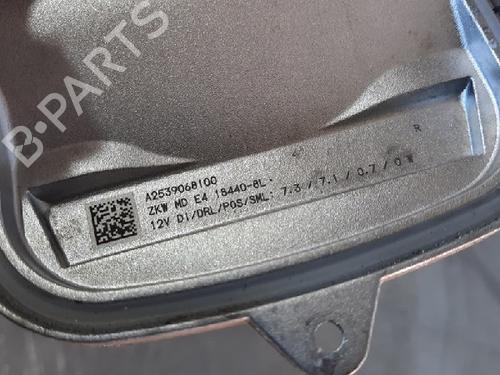 B-PARTS
R
A2539068100
ZKW MD E4 18440-8L
12V DI/DRL/POS/SML: 7.3 / 7.1 / 0.7 / 0 W